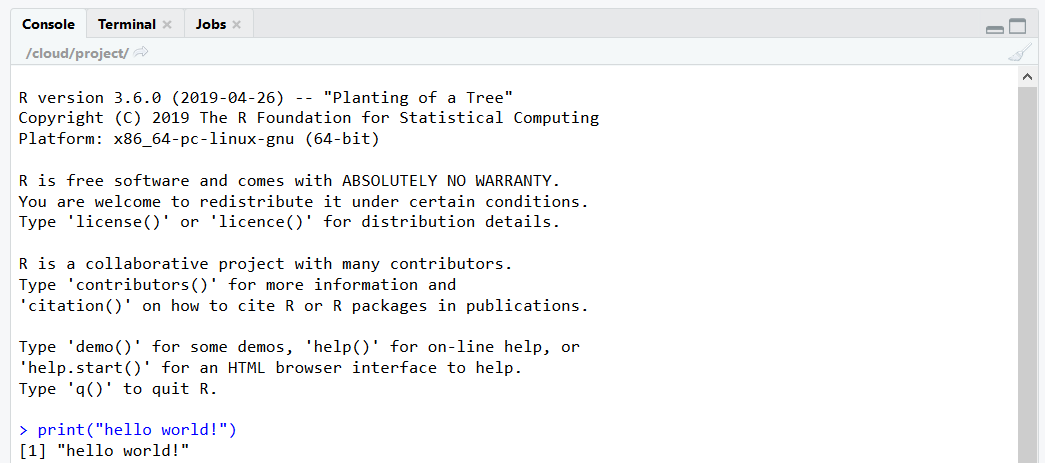 Console Terminal Jobs
/cloud/project/
R version 3.6.0 (2019-04-26) -- "Planting of a Tree"
Copyright (C) 2019 The R Foundation for Statistical Computing
Platform: x86_64-pc-linux-gnu (64-bit)
R is free software and comes with ABSOLUTELY NO WARRANTY.
You are welcome to redistribute it under certain conditions.
Type 'license()' or 'licence()' for distribution details.
R is a collaborative project with many contributors.
Type 'contributors()' for more information and
'citation()' on how to cite R or R packages in publications.
Type 'demo()' for some demos, 'help()' for on-line help, or
'help.start()' for an HTML browser interface to help.
Type 'q()' to quit R.
> print("hello world!")
[1] "hello world!"